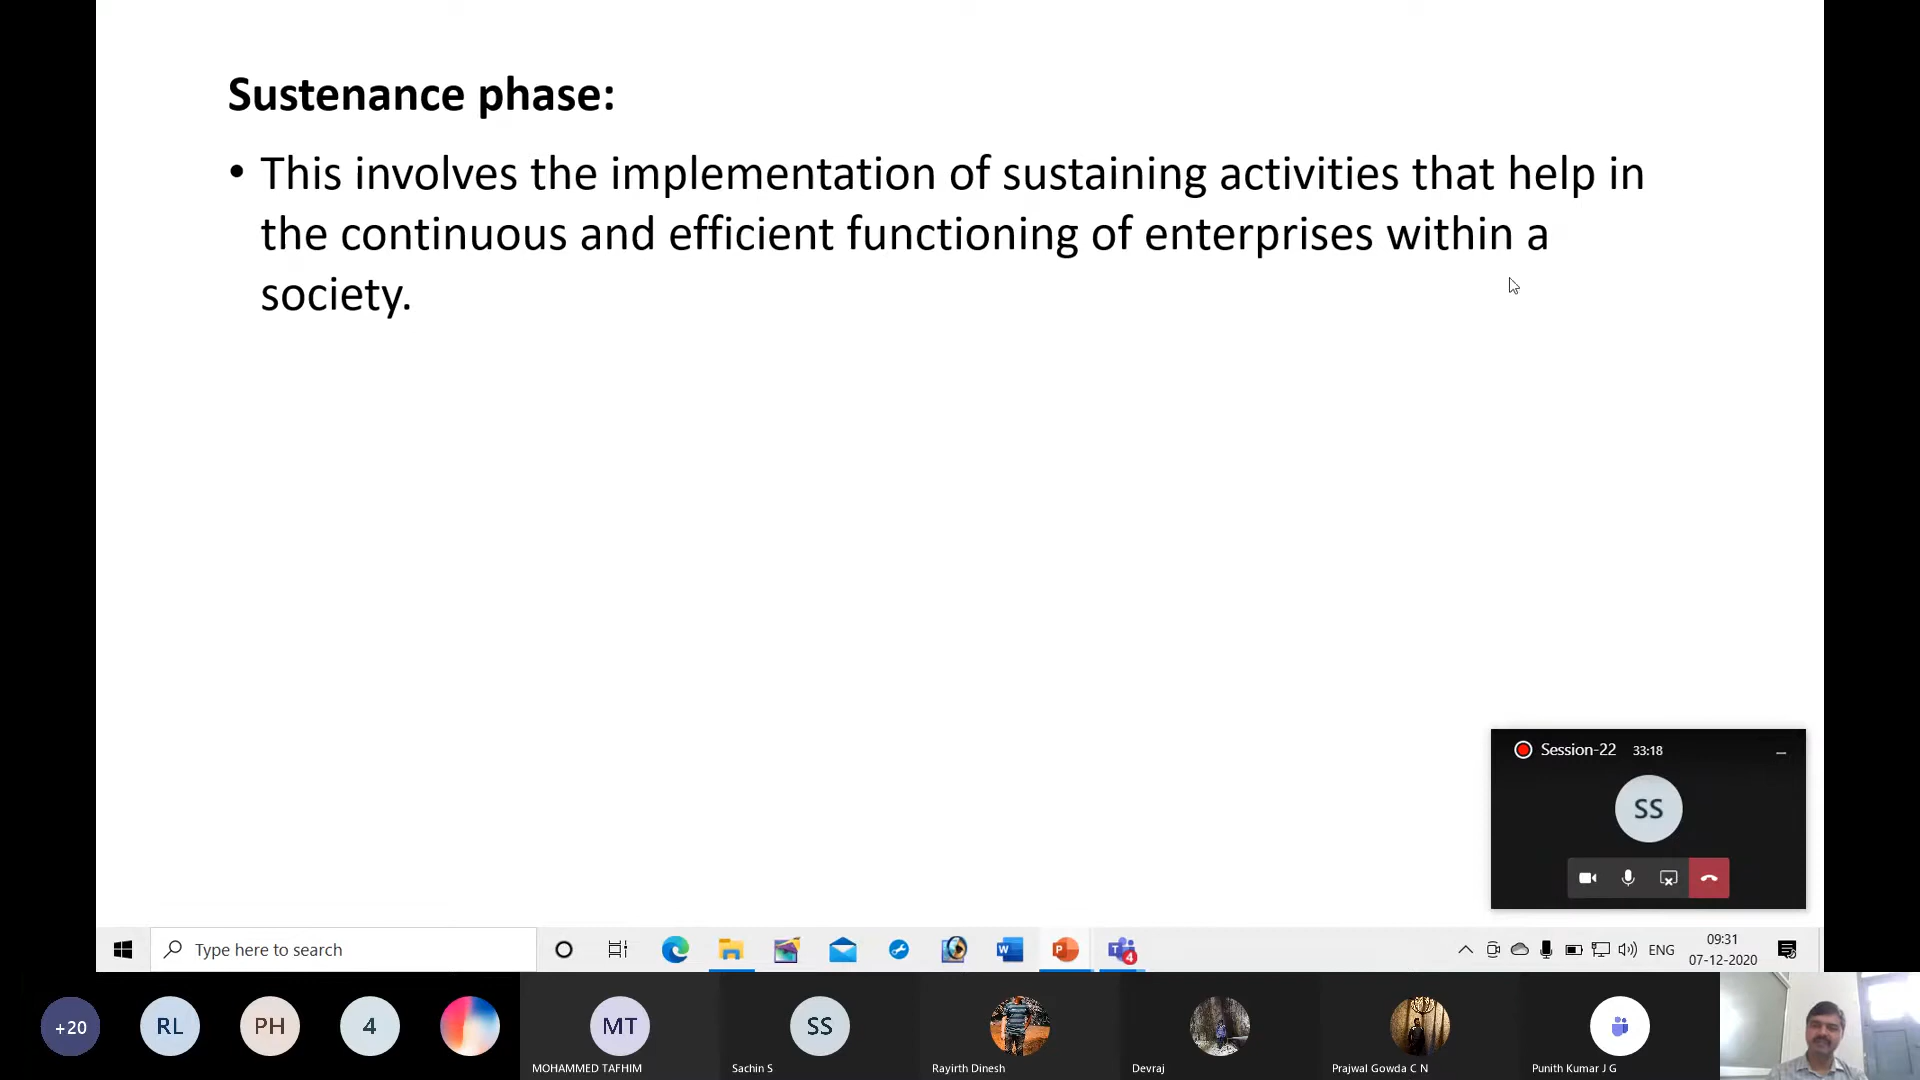 Sustenance phase:
• This involves the implementation of sustaining activities that help in
the continuous and efficient functioning of enterprises within a
society.
Session-22 33:18
SS
Type here to search
W
P
T
4
ENG
09:31
07-12-2020
+20
RL
PH
4
MT
SS
MOHAMMED TAFHIM
Sachin S
Rayirth Dinesh
Devraj
Prajwal Gowda C N
Punith Kumar J G